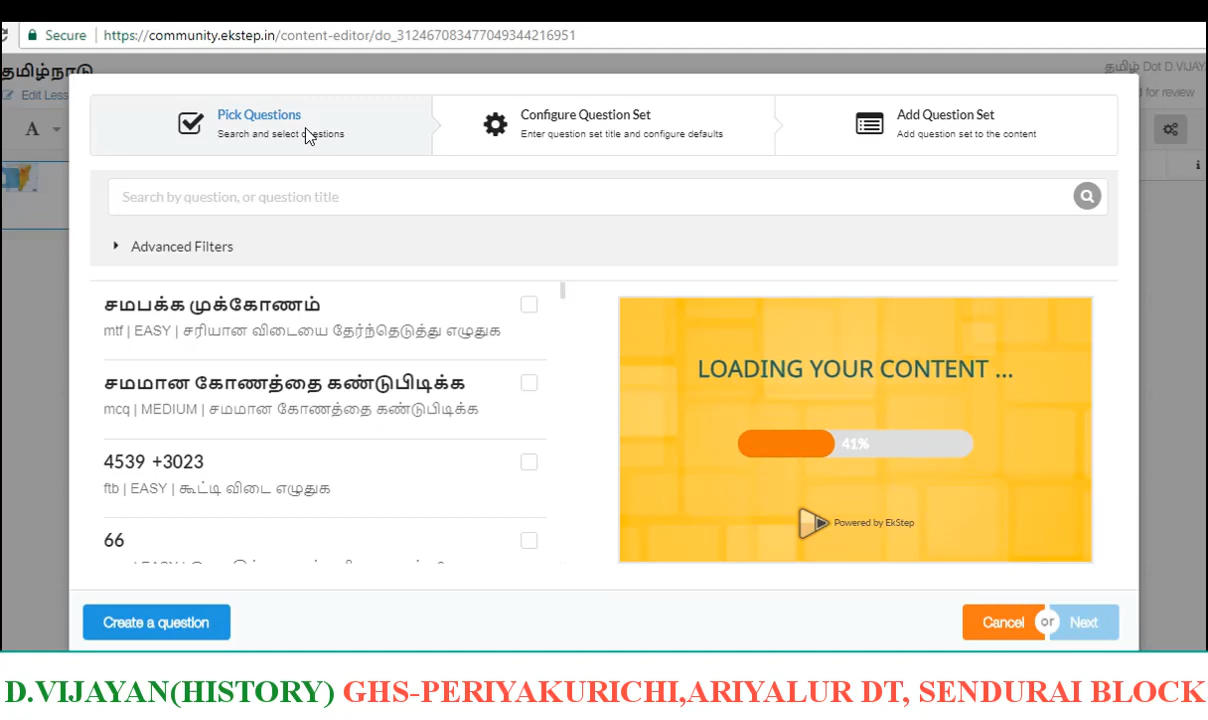 Secure https://community.ekstep.in/content-editor/do_312467083477049344216951
தமிழ்நாடு
தமிழ் Dot D.VIJAY
Edit Less
for review
A
Pick Questions
Search and select questions
Configure Question Set
Enter question set title and configure defaults
Add Question Set
Add question set to the content
Search by question, or question title
Advanced Filters
சமபக்க முக்கோணம்
mtf | EASY | சரியான விடையை தேர்ந்தெடுத்து எழுதுக
சமமான கோணத்தை கண்டுபிடிக்க
mcq | MEDIUM | சமமான கோணத்தை கண்டுபிடிக்க
4539 +3023
ftb | EASY | கூட்டி விடை எழுதுக
66
LOADING YOUR CONTENT ...
41%
Powered by EkStep
Create a question
Cancel or Next
D.VIJAYAN(HISTORY) GHS-PERIYAKURICHI,ARIYALUR DT, SENDURAI BLOCK